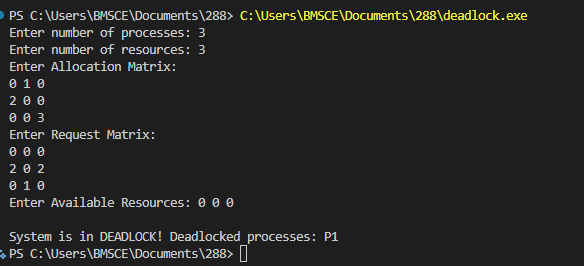 PS C:\Users\BMSCE\Documents\288> C:\Users\BMSCE\Documents\288\deadlock.exe
Enter number of processes: 3
Enter number of resources: 3
Enter Allocation Matrix:
0 1 0
2 0 0
0 0 3
Enter Request Matrix:
0 0 0
2 0 2
0 1 0
Enter Available Resources: 0 0 0

System is in DEADLOCK! Deadlocked processes: P1
PS C:\Users\BMSCE\Documents\288>